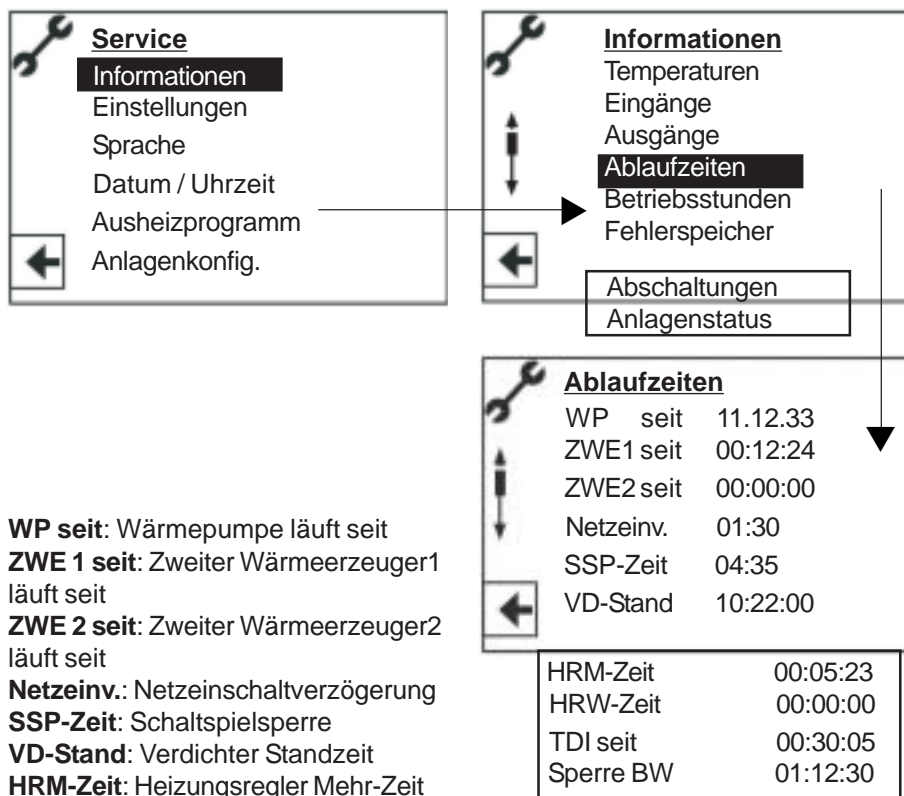 Service
Informationen
Einstellungen
Sprache
Datum / Uhrzeit
Ausheizprogramm
Anlagenkonfig.
Informationen
Temperaturen
Eingänge
Ausgänge
Ablaufzeiten
Betriebsstunden
Fehlerspeicher
Abschaltungen
Anlagenstatus
Ablaufzeiten
WP seit 11.12.33
ZWE1 seit 00:12:24
ZWE2 seit 00:00:00
Netzeinv. 01:30
SSP-Zeit 04:35
VD-Stand 10:22:00
HRM-Zeit 00:05:23
HRW-Zeit 00:00:00
TDI seit 00:30:05
Sperre BW 01:12:30
WP seit: Wärmepumpe läuft seit
ZWE 1 seit: Zweiter Wärmeerzeuger1
läuft seit
ZWE 2 seit: Zweiter Wärmeerzeuger2
läuft seit
Netzeinv.: Netzeinschaltverzögerung
SSP-Zeit: Schaltspielsperre
VD-Stand: Verdichter Standzeit
HRM-Zeit: Heizungsregler Mehr-Zeit